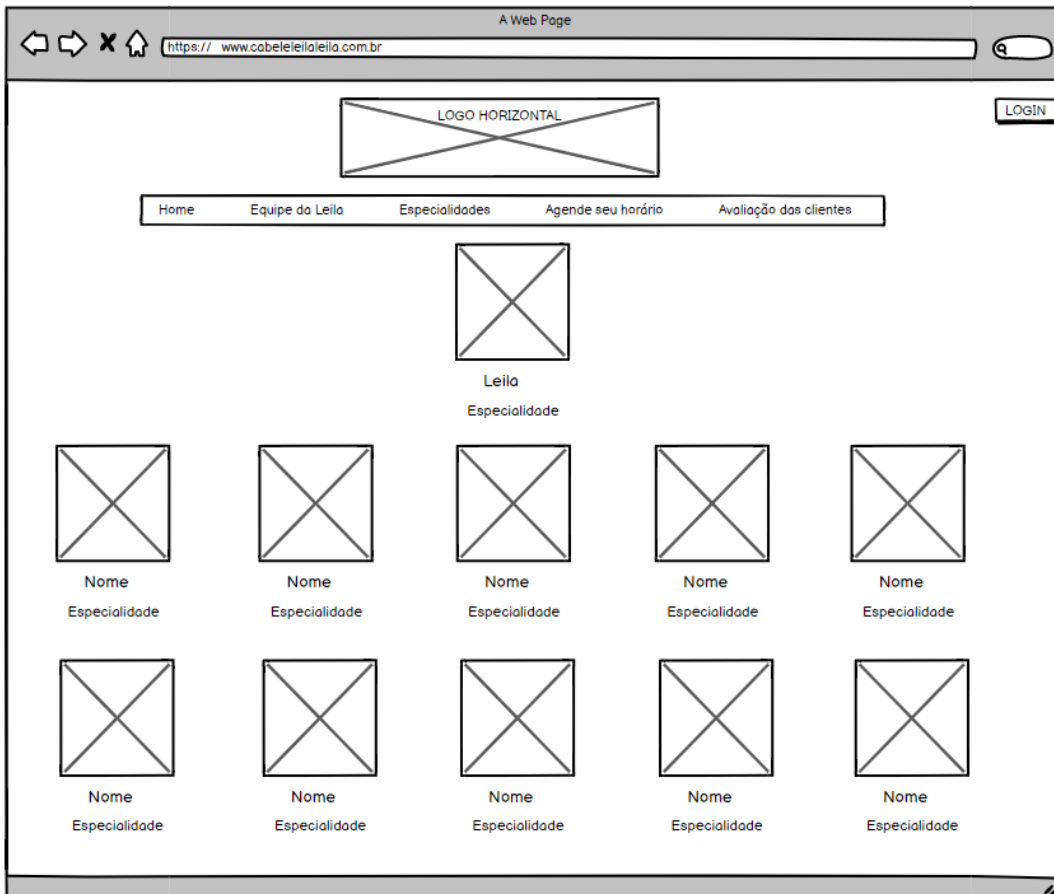 A Web Page
https:// www.cabeleleilaleila.com.br
LOGO HORIZONTAL
LOGIN
Home Equipe da Leila Especialidades Agende seu horário Avaliação das clientes
Leila
Especialidade
Nome Nome Nome Nome Nome
Especialidade Especialidade Especialidade Especialidade Especialidade
Nome Nome Nome Nome Nome
Especialidade Especialidade Especialidade Especialidade Especialidade